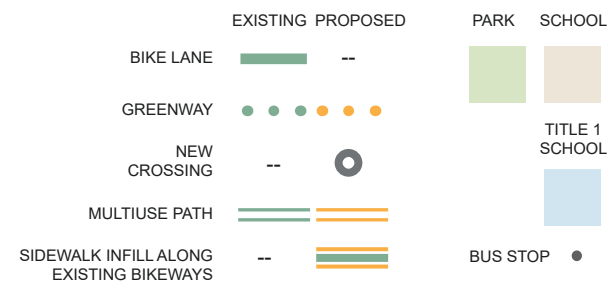 EXISTING PROPOSED PARK SCHOOL
BIKE LANE --
GREENWAY
TITLE 1
SCHOOL
NEW
CROSSING --
MULTIUSE PATH
SIDEWALK INFILL ALONG
EXISTING BIKEWAYS --
BUS STOP